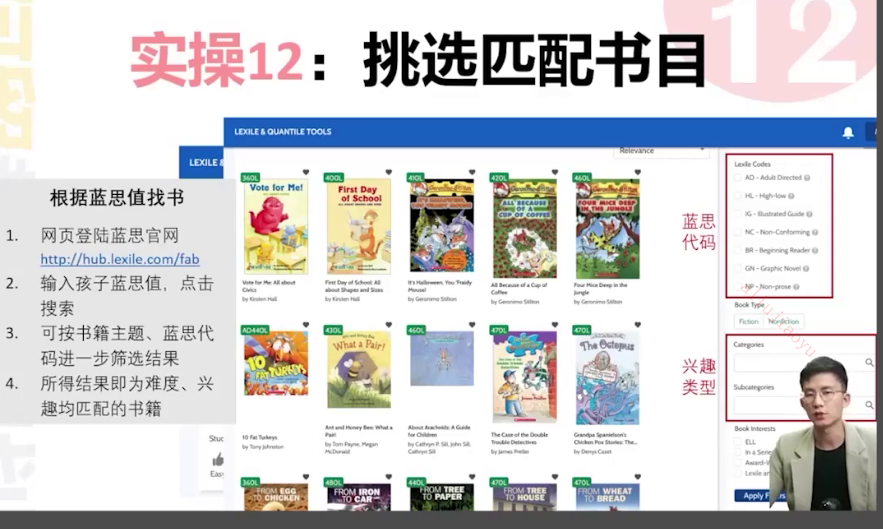 实操12：挑选匹配书目
12
LEXILE & QUANTILE TOOLS
LEXILE &
Relevance
根据蓝思值找书
1. 网页登陆蓝思官网
http://hub.lexile.com/fab
2. 输入孩子蓝思值，点击
搜索
3. 可按书籍主题、蓝思代
码进一步筛选结果
4. 所得结果即为难度、兴
趣均匹配的书籍
360L
Vote for Me!
Vote for Me: All about
Civics
by Kirsten Hall
400L
First Day
of School
First Day of School: All
about Shapes and Sizes
by Kirsten Hall
410L
It's Halloween, You 'Fraidy
Mouse!
by Geronimo Stilton
420L
ALL BECAUSE
OF A
CUP OF COFFEE
All Because of a Cup of
Coffee
by Geronimo Stilton
460L
FOUR MICE DEEP
IN THE JUNGLE
Four Mice Deep in the
Jungle
by Geronimo Stilton
AD440L
10
FAT TURKEYS
10 Fat Turkeys
by Tony Johnston
430L
What a Pair!
Ant and Honey Bee: What a
Pair!
by Tom Payne, Megan
McDonald
460L
About Arachnids: A Guide
for Children
by Cathryn P. Sill, John Sill,
Cathryn Sill
470L
The Case of the Double
Trouble Detectives
by James Preller
470L
The Octopus
Grandpa Spanielson's
Chicken Pox Stories: The...
by Denys Cazet
360L
FROM EGG
TO CHICKEN
480L
FROM IRON
TO CAR
440L
FROM TREE
TO PAPER
470L
FROM TREE
TO HOUSE
470L
FROM WHEAT
TO BREAD
蓝思
代码
Lexile Codes
AD - Adult Directed
HL - High-low
IG - Illustrated Guide
NC - Non-Conforming
BR - Beginning Reader
GN - Graphic Novel
NP - Non-prose
Book Type
Fiction
Nonfiction
兴趣
类型
Categories
Subcategories
Book Interests
ELL
In a Serie
Award-W
Lexile an
Stud
Easy